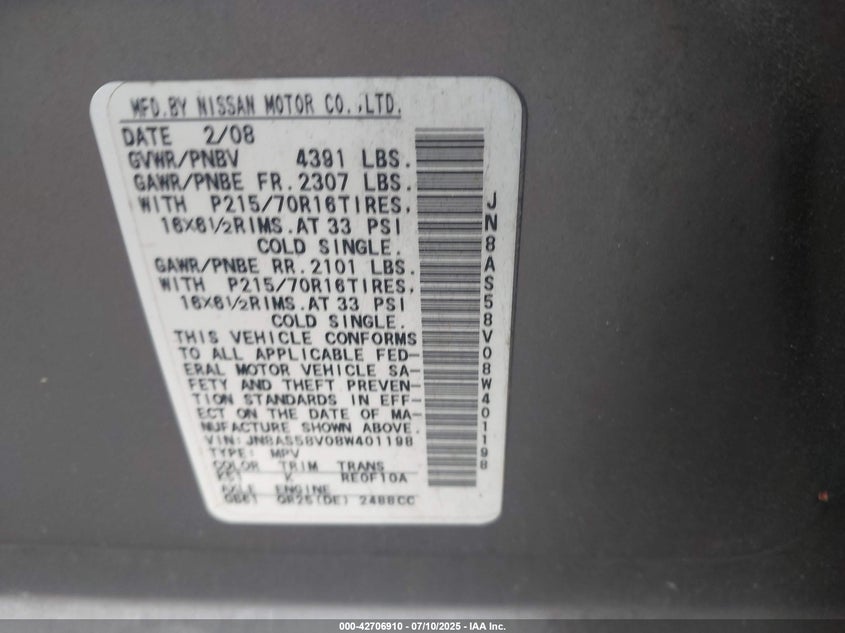 MFD.BY NISSAN MOTOR CO.,LTD.
DATE 2/08
GVWR/PNBV 4391 LBS.
GAWR/PNBE FR.2307 LBS.
WITH P215/70R16TIRES,
16X6½RIMS.AT 33 PSI
COLD SINGLE.
GAWR/PNBE RR.2101 LBS.
WITH P215/70R16TIRES,
16X6½RIMS.AT 33 PSI
COLD SINGLE.
THIS VEHICLE CONFORMS
TO ALL APPLICABLE FED-
ERAL MOTOR VEHICLE SA-
FETY AND THEFT PREVEN-
TION STANDARDS IN EFF-
ECT ON THE DATE OF MA-
NUFACTURE SHOWN ABOVE.
VIN:JN8AS58V08W401198
TYPE: MPV
COLOR TRIM TRANS
K RE0F10A
AXLE ENGINE
QR25(DE) 2488CC
JN8AS58V08W401198
000-42706910 - 07/10/2025 - IAA Inc.